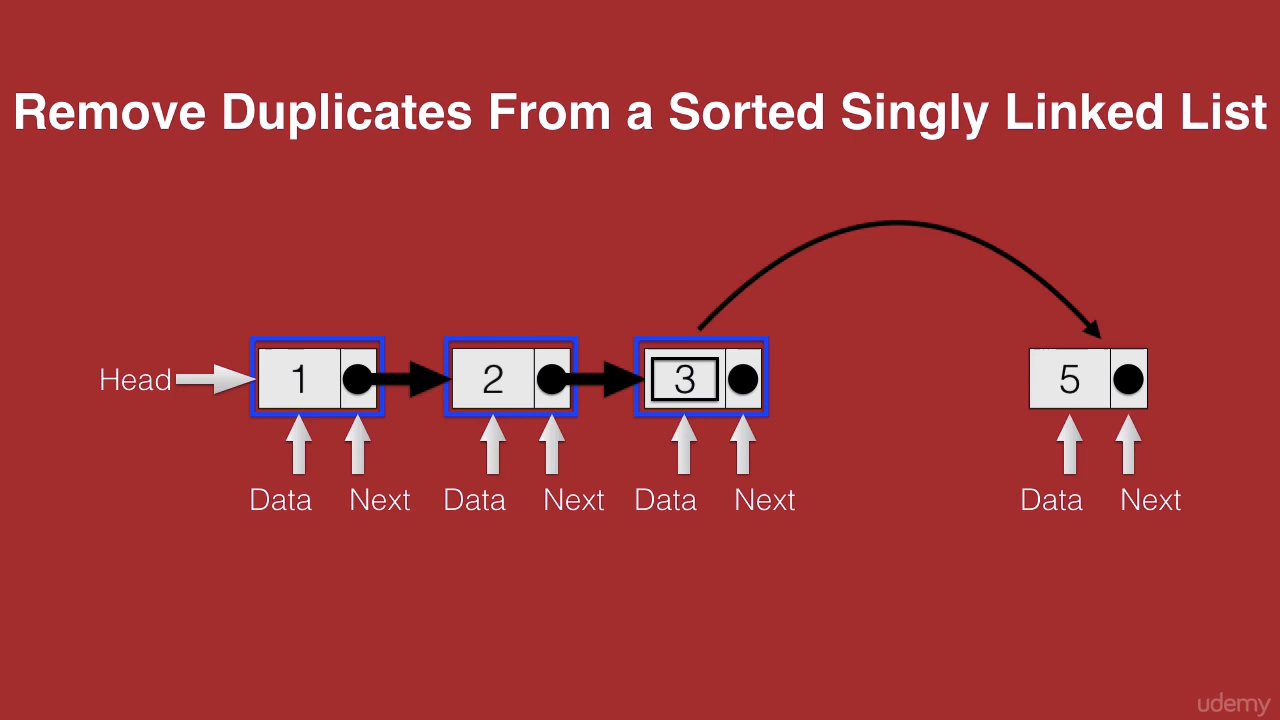 Remove Duplicates From a Sorted Singly Linked List
Head 1 2 3 5
Data Next Data Next Data Next Data Next
udemy